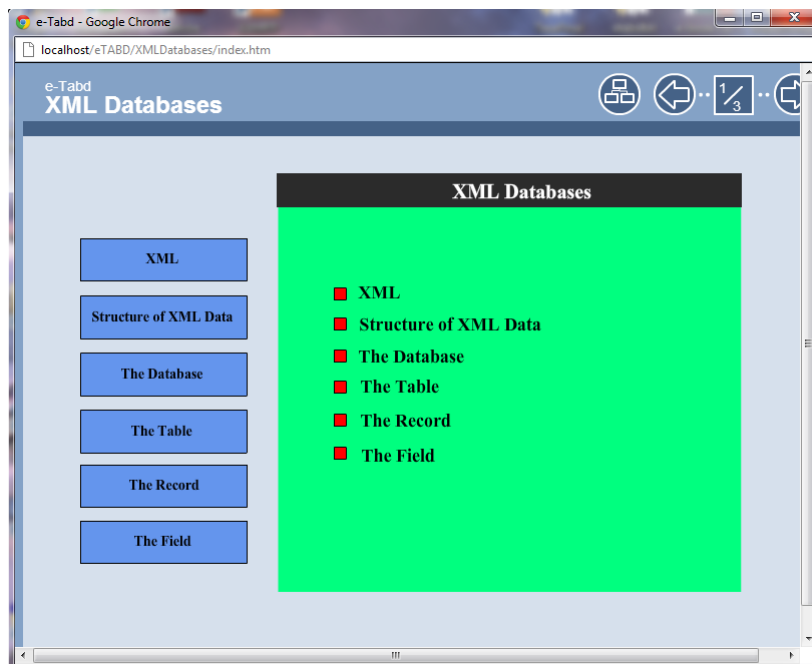 e-Tabd - Google Chrome
localhost/eTABD/XMLDatabases/index.htm
e-Tabd
XML Databases
1/3
XML Databases
XML
Structure of XML Data
The Database
The Table
The Record
The Field
XML
Structure of XML Data
The Database
The Table
The Record
The Field